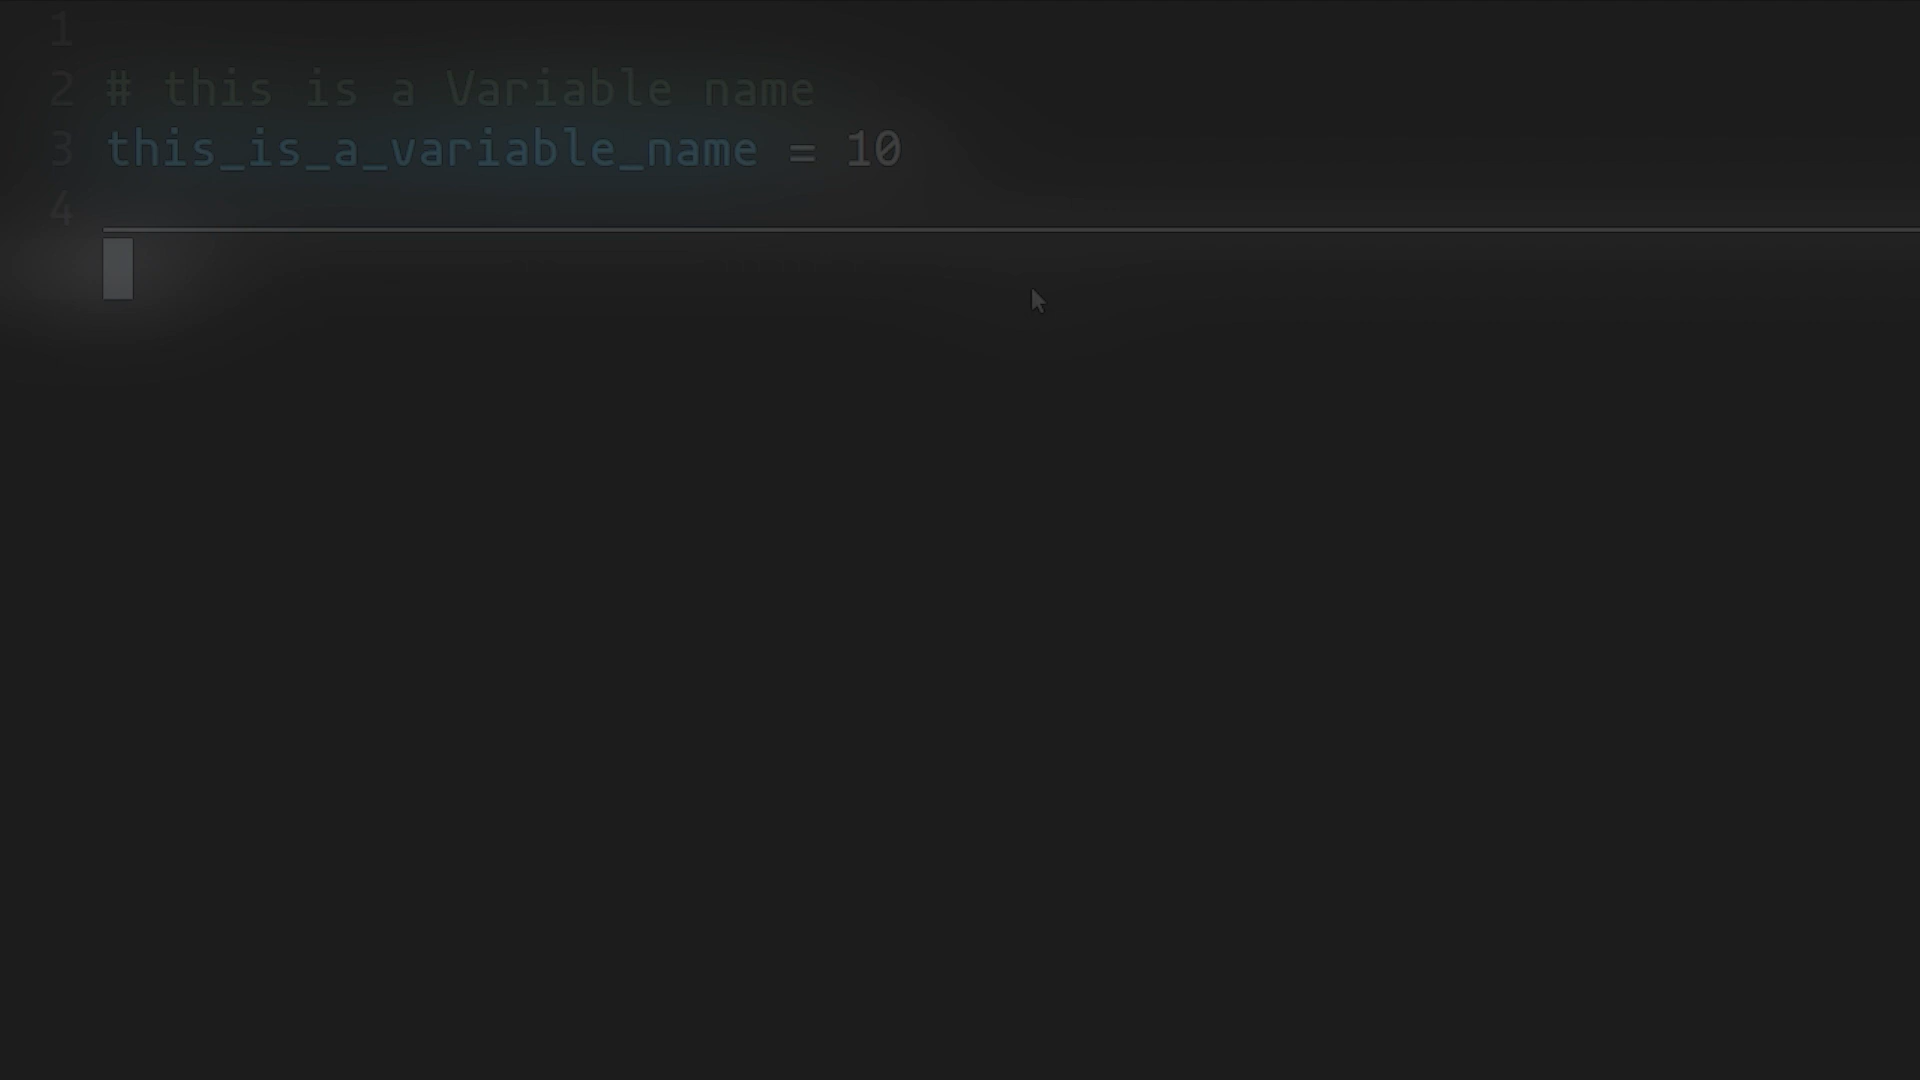 1
2 # this is a Variable name
3 this_is_a_variable_name = 10
4